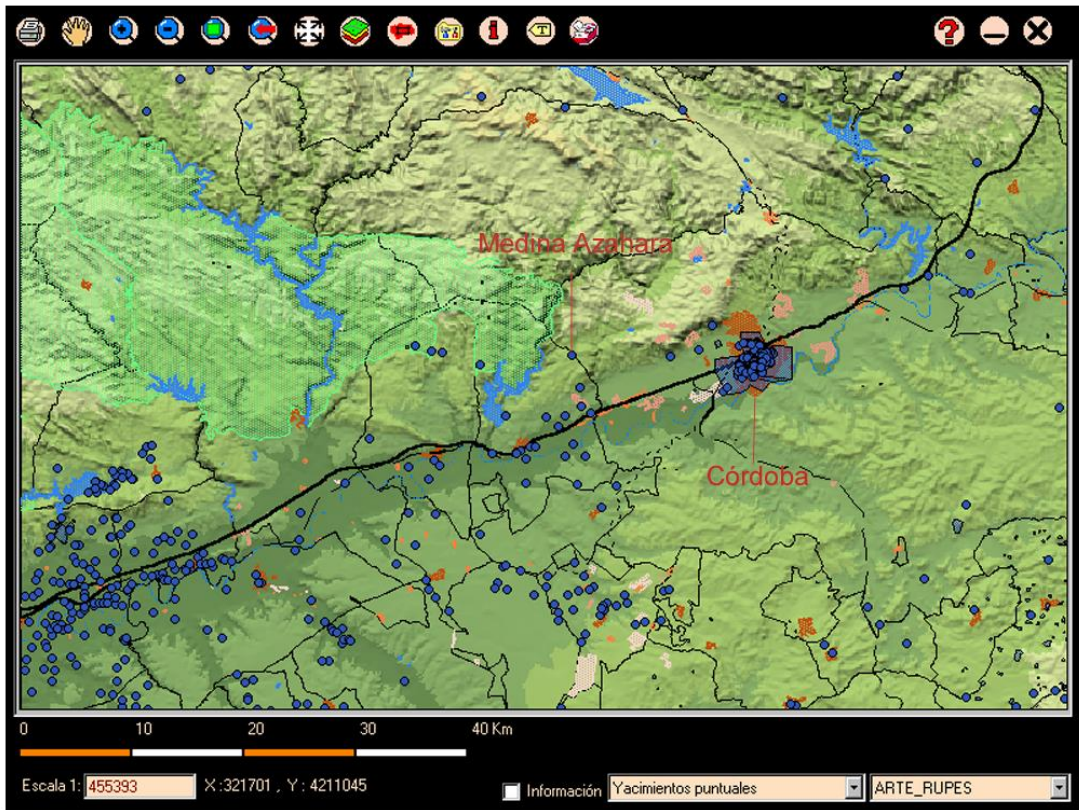 i
T
?
Medina Azahara
Córdoba
0 10 20 30 40 Km
Escala 1: 455393 X :321701 , Y : 4211045 Información Yacimientos puntuales ARTE_RUPES